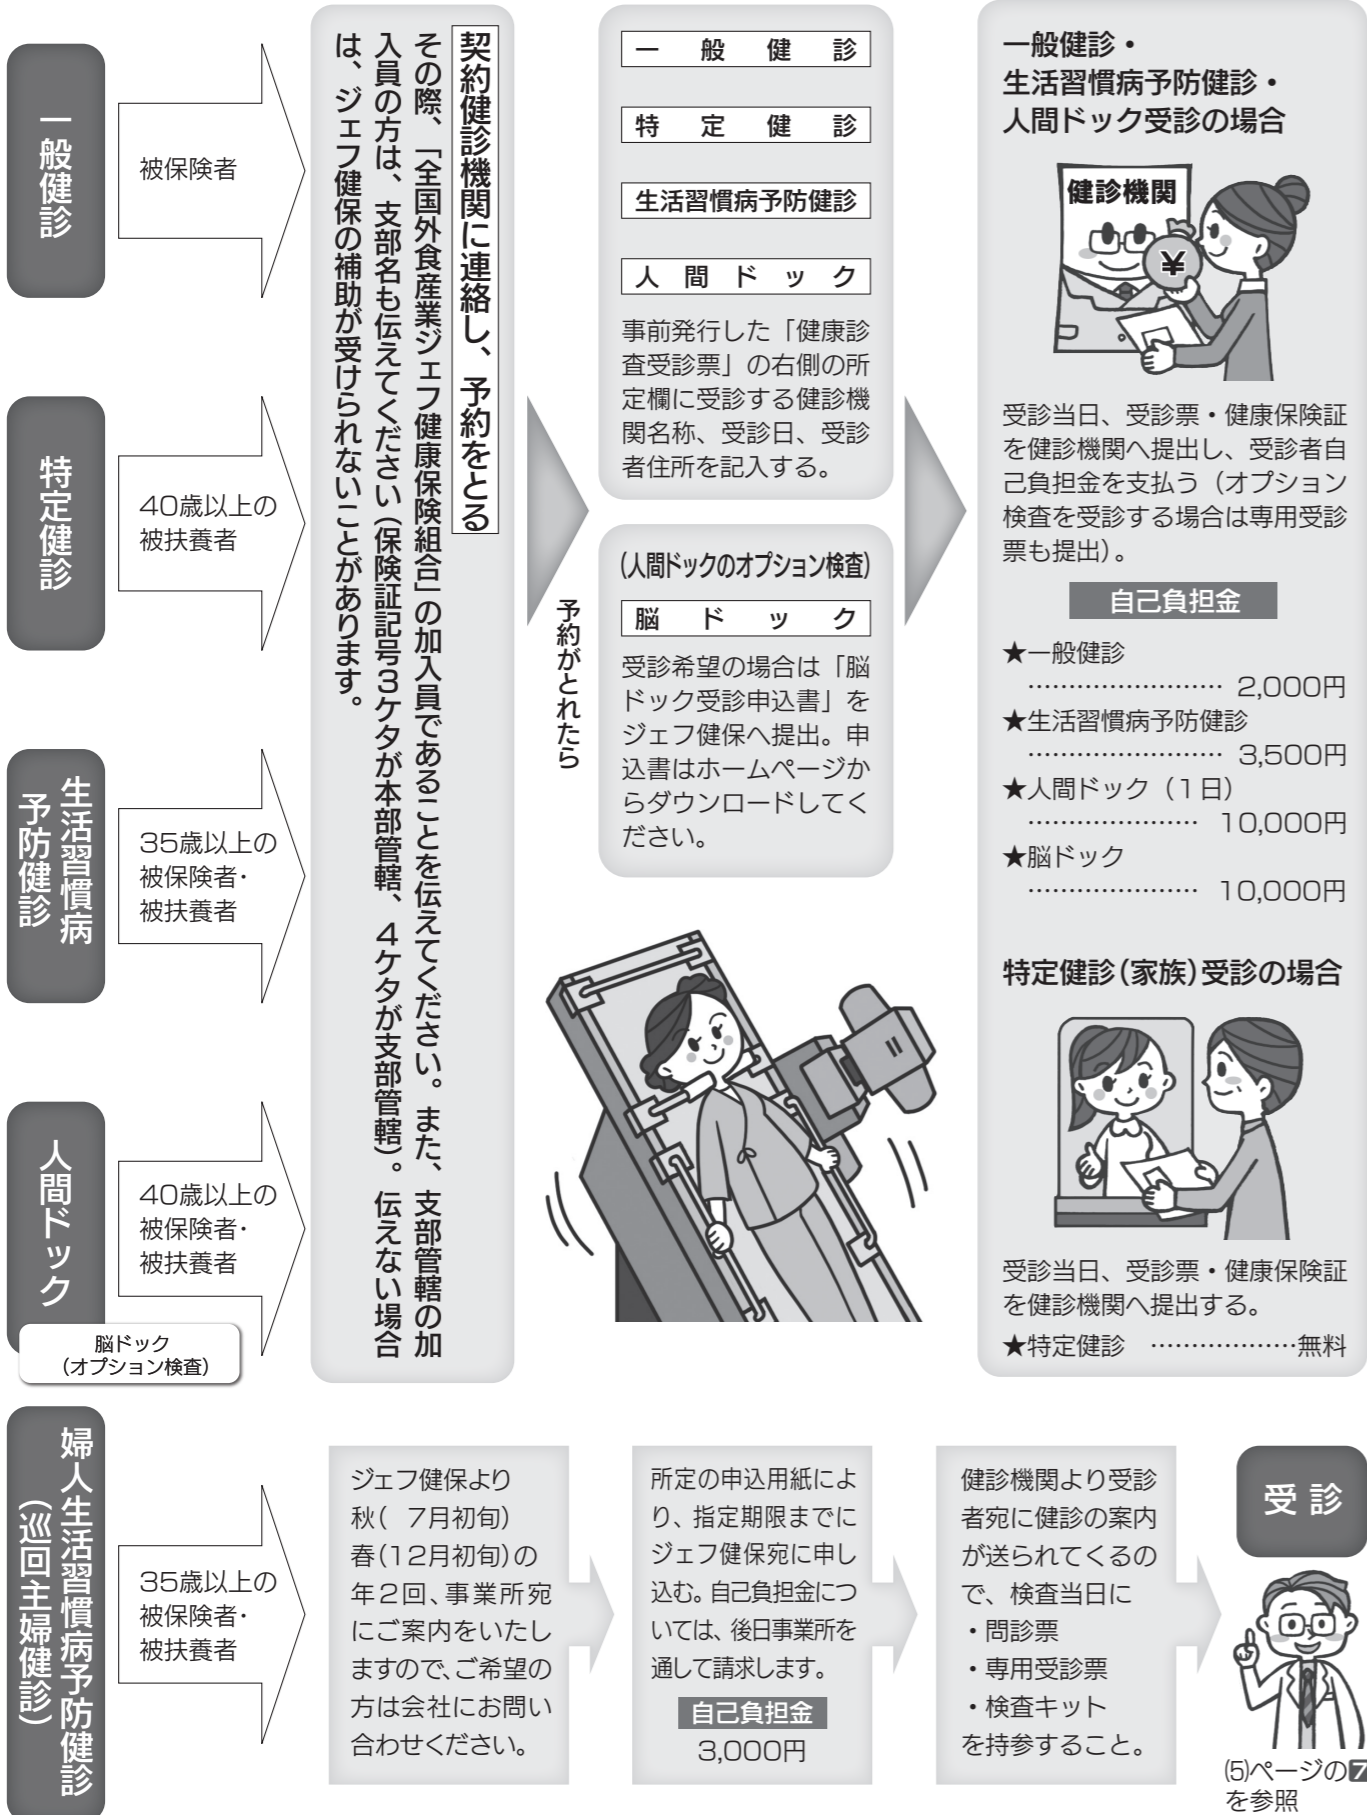 一般健診
被保険者
特定健診
40歳以上の
被扶養者
生活習慣病
予防健診
35歳以上の
被保険者・
被扶養者
人間ドック
脳ドック
(オプション検査)
40歳以上の
被保険者・
被扶養者
契約健診機関に連絡し、予約をとる
その際、「全国外食産業ジェフ健康保険組合」の加入員であることを伝えてください。また、支部管轄の加
入員の方は、支部名も伝えてください(保険証記号3ケタが本部管轄、4ケタが支部管轄)。伝えない場合
は、ジェフ健保の補助が受けられないことがあります。
予約がとれたら
一般健診
特定健診
生活習慣病予防健診
人間ドック
事前発行した「健康診
査受診票」の右側の所
定欄に受診する健診機
関名称、受診日、受診
者住所を記入する。
(人間ドックのオプション検査)
脳ドック
受診希望の場合は「脳
ドック受診申込書」を
ジェフ健保へ提出。申
込書はホームページか
らダウンロードしてく
ださい。
一般健診・
生活習慣病予防健診・
人間ドック受診の場合
健診機関
¥
受診当日、受診票・健康保険証
を健診機関へ提出し、受診者自
己負担金を支払う(オプション
検査を受診する場合は専用受診
票も提出)。
自己負担金
★一般健診
…………………… 2,000円
★生活習慣病予防健診
…………………… 3,500円
★人間ドック(1日)
………………… 10,000円
★脳ドック
………………… 10,000円
特定健診(家族)受診の場合
受診当日、受診票・健康保険証
を健診機関へ提出する。
★特定健診 ………………無料
婦人生活習慣病予防健診
(巡回主婦健診)
35歳以上の
被保険者・
被扶養者
ジェフ健保より
秋( 7月初旬)
春(12月初旬)の
年2回、事業所宛
にご案内をいたし
ますので、ご希望の
方は会社にお問い
合わせください。
所定の申込用紙によ
り、指定期限までに
ジェフ健保宛に申し
込む。自己負担金につ
いては、後日事業所を
通して請求します。
自己負担金
3,000円
健診機関より受診
者宛に健診の案内
が送られてくるの
で、検査当日に
・問診票
・専用受診票
・検査キット
を持参すること。
受診
(5)ページの7
を参照